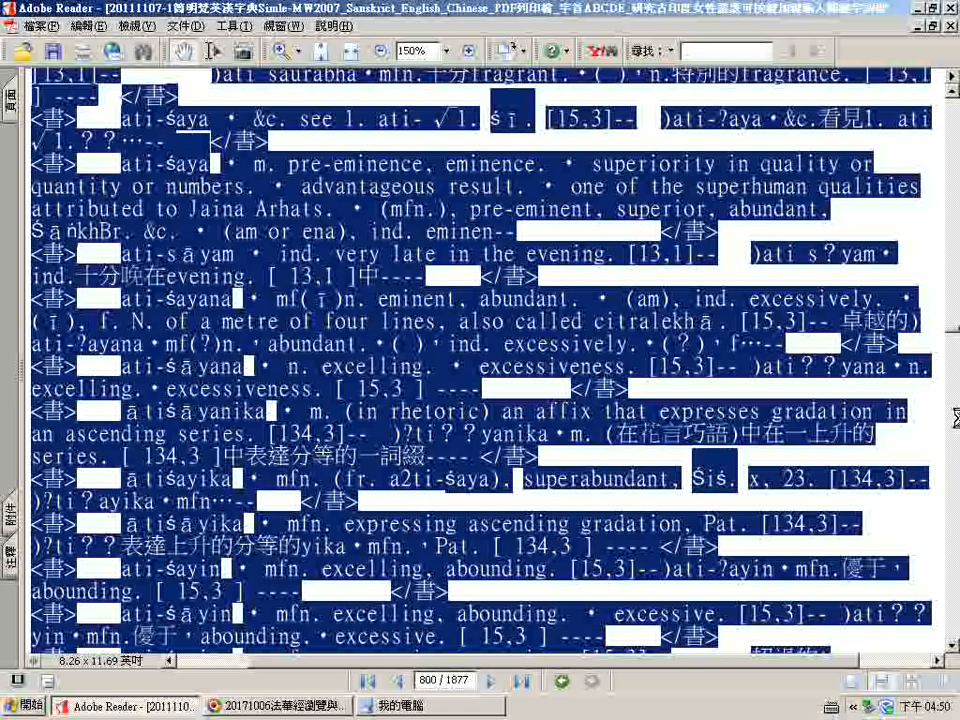 Adobe Reader - [20111107-1簡明梵英漢字典Simle-MW2007_Sanskrict_English_Chinese_PDF列印檔_字首ABCDE_研究古印度女性
檔案(F) 編輯(E) 檢視(V) 文件(D) 工具(T) 視窗(W) 說明(H)
150% Y! 尋找：
頁面
附件
注釋
[13,1]-- )ati saurabha‧mfn.十分fragrant.‧( )，n.特別的fragrance. [ 13,1
] ---- </書>
<書> ati-śaya ‧ &c. see 1. ati- √1. śī. [15,3]-- )ati-?aya‧&c.看見1. ati
√1.？？…-- </書>
<書> ati-śaya ‧ m. pre-eminence, eminence. ‧ superiority in quality or
quantity or numbers. ‧ advantageous result. ‧ one of the superhuman qualities
attributed to Jaina Arhats. ‧ (mfn.), pre-eminent, superior, abundant,
ŚāṅkhBr. &c. ‧ (am or ena), ind. eminen-- </書>
<書> ati-sāyam ‧ ind. very late in the evening. [13,1]-- )ati s?yam‧
ind.十分晚在evening. [ 13,1 ]中---- </書>
<書> ati-śayana ‧ mf(ī)n. eminent, abundant. ‧ (am), ind. excessively. ‧
(ī), f. N. of a metre of four lines, also called citralekhā. [15,3]-- 卓越的)
ati-?ayana‧mf(?)n.，abundant.‧( )，ind. excessively.‧(？)，f…-- </書>
<書> ati-śāyana ‧ n. excelling. ‧ excessiveness. [15,3]-- )ati？？yana‧n.
excelling.‧excessiveness. [ 15,3 ] ---- </書>
<書> ātiśāyanika ‧ m. (in rhetoric) an affix that expresses gradation in
an ascending series. [134,3]-- )?ti？？yanika‧m. (在花言巧語)中在一上升的
series. [ 134,3 ]中表達分等的一詞綴---- </書>
<書> ātiśayika ‧ mfn. (fr. a2ti-śaya), superabundant, Śiś. x, 23. [134,3]--
)?ti？ayika‧mfn…-- </書>
<書> ātiśāyika ‧ mfn. expressing ascending gradation, Pat. [134,3]--
)?ti？？表達上升的分等的yika‧mfn.，Pat. [ 134,3 ] ---- </書>
<書> ati-śayin ‧ mfn. excelling, abounding. [15,3]--)ati-?ayin‧mfn.優于，
abounding. [ 15,3 ] ---- </書>
<書> ati-śāyin ‧ mfn. excelling, abounding. ‧ excessive. [15,3]-- )ati？？
yin‧mfn.優于，abounding.‧excessive. [ 15,3 ] ---- </書>
8.26 x 11.69 英吋
800 / 1877
開始 Adobe Reader - [2011110... 20171006法華經瀏覽與... 我的電腦 « 下午 04:50